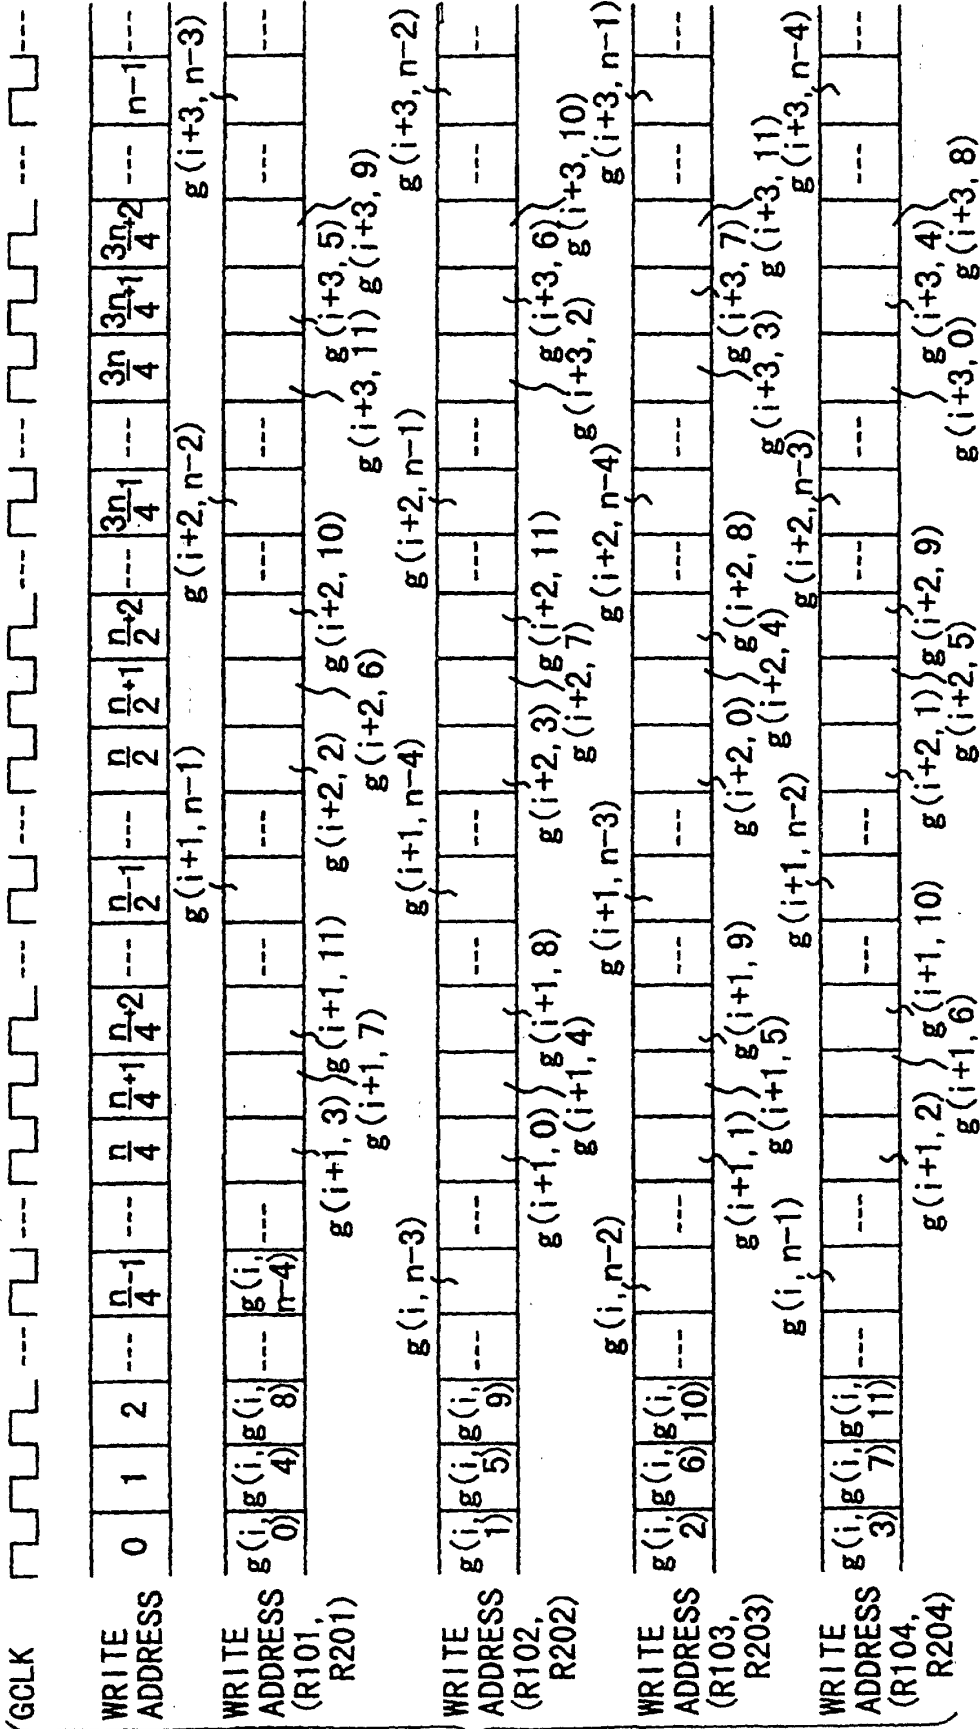 GCLK --- --- --- --- --- --- --- ---
WRITE ADDRESS 0 1 2 --- n/4-1 --- n/4 n/4+1 n/4+2 --- n/2-1 --- n/2 n/2+1 n/2+2 --- 3n/4-1 --- 3n/4 3n/4+1 3n/4+2 --- n-1 ---
g(i+1, n-1) g(i+2, n-2) g(i+3, n-3)
WRITE ADDRESS (R101, R201) g(i, 0) g(i, 4) g(i, 8) --- g(i, n-4) --- --- --- --- --- --- ---
g(i+1, 3) g(i+1, 11) g(i+2, 2) g(i+2, 10) g(i+3, 5)
g(i+1, 7) g(i+2, 6) g(i+3, 11) g(i+3, 9)
g(i, n-3) g(i+1, n-4) g(i+2, n-1) g(i+3, n-2)
WRITE ADDRESS (R102, R202) g(i, 1) g(i, 5) g(i, 9) --- --- --- --- --- --- --- --
g(i+1, 0) g(i+1, 8) g(i+2, 3) g(i+2, 11) g(i+3, 6) g(i+3, 10)
g(i+1, 4) g(i+2, 7) g(i+3, 2)
g(i, n-2) g(i+1, n-3) g(i+2, n-4) g(i+3, n-1)
WRITE ADDRESS (R103, R203) g(i, 2) g(i, 6) g(i, 10) --- --- --- --- --- --- --- ---
g(i+1, 1) g(i+1, 9) g(i+2, 0) g(i+2, 8) g(i+3, 7) g(i+3, 11)
g(i+1, 5) g(i+2, 4) g(i+3, 3)
g(i, n-1) g(i+1, n-2) g(i+2, n-3) g(i+3, n-4)
WRITE ADDRESS (R104, R204) g(i, 3) g(i, 7) g(i, 11) --- --- --- --- --- --- --- ---
g(i+1, 2) g(i+1, 10) g(i+2, 1) g(i+2, 9) g(i+3, 4)
g(i+1, 6) g(i+2, 5) g(i+3, 0) g(i+3, 8)